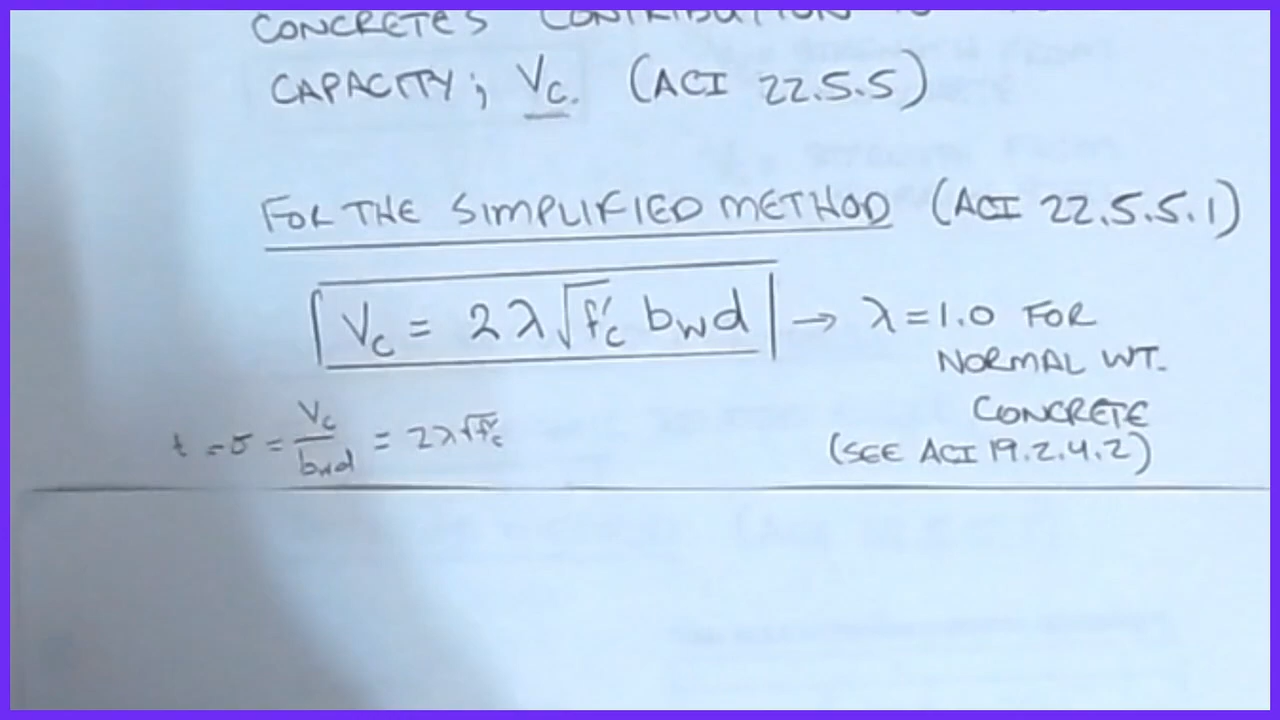 CONCRETE'S CONTRIBUTION
CAPACITY; Vc. (ACI 22.5.5)
FOR THE SIMPLIFIED METHOD (ACI 22.5.5.1)
Vc = 2λ√f'c bwd → λ = 1.0 FOR
NORMAL WT.
CONCRETE
(SEE ACI 19.2.4.2)
= σ = Vc/bwd = 2λ√f'c